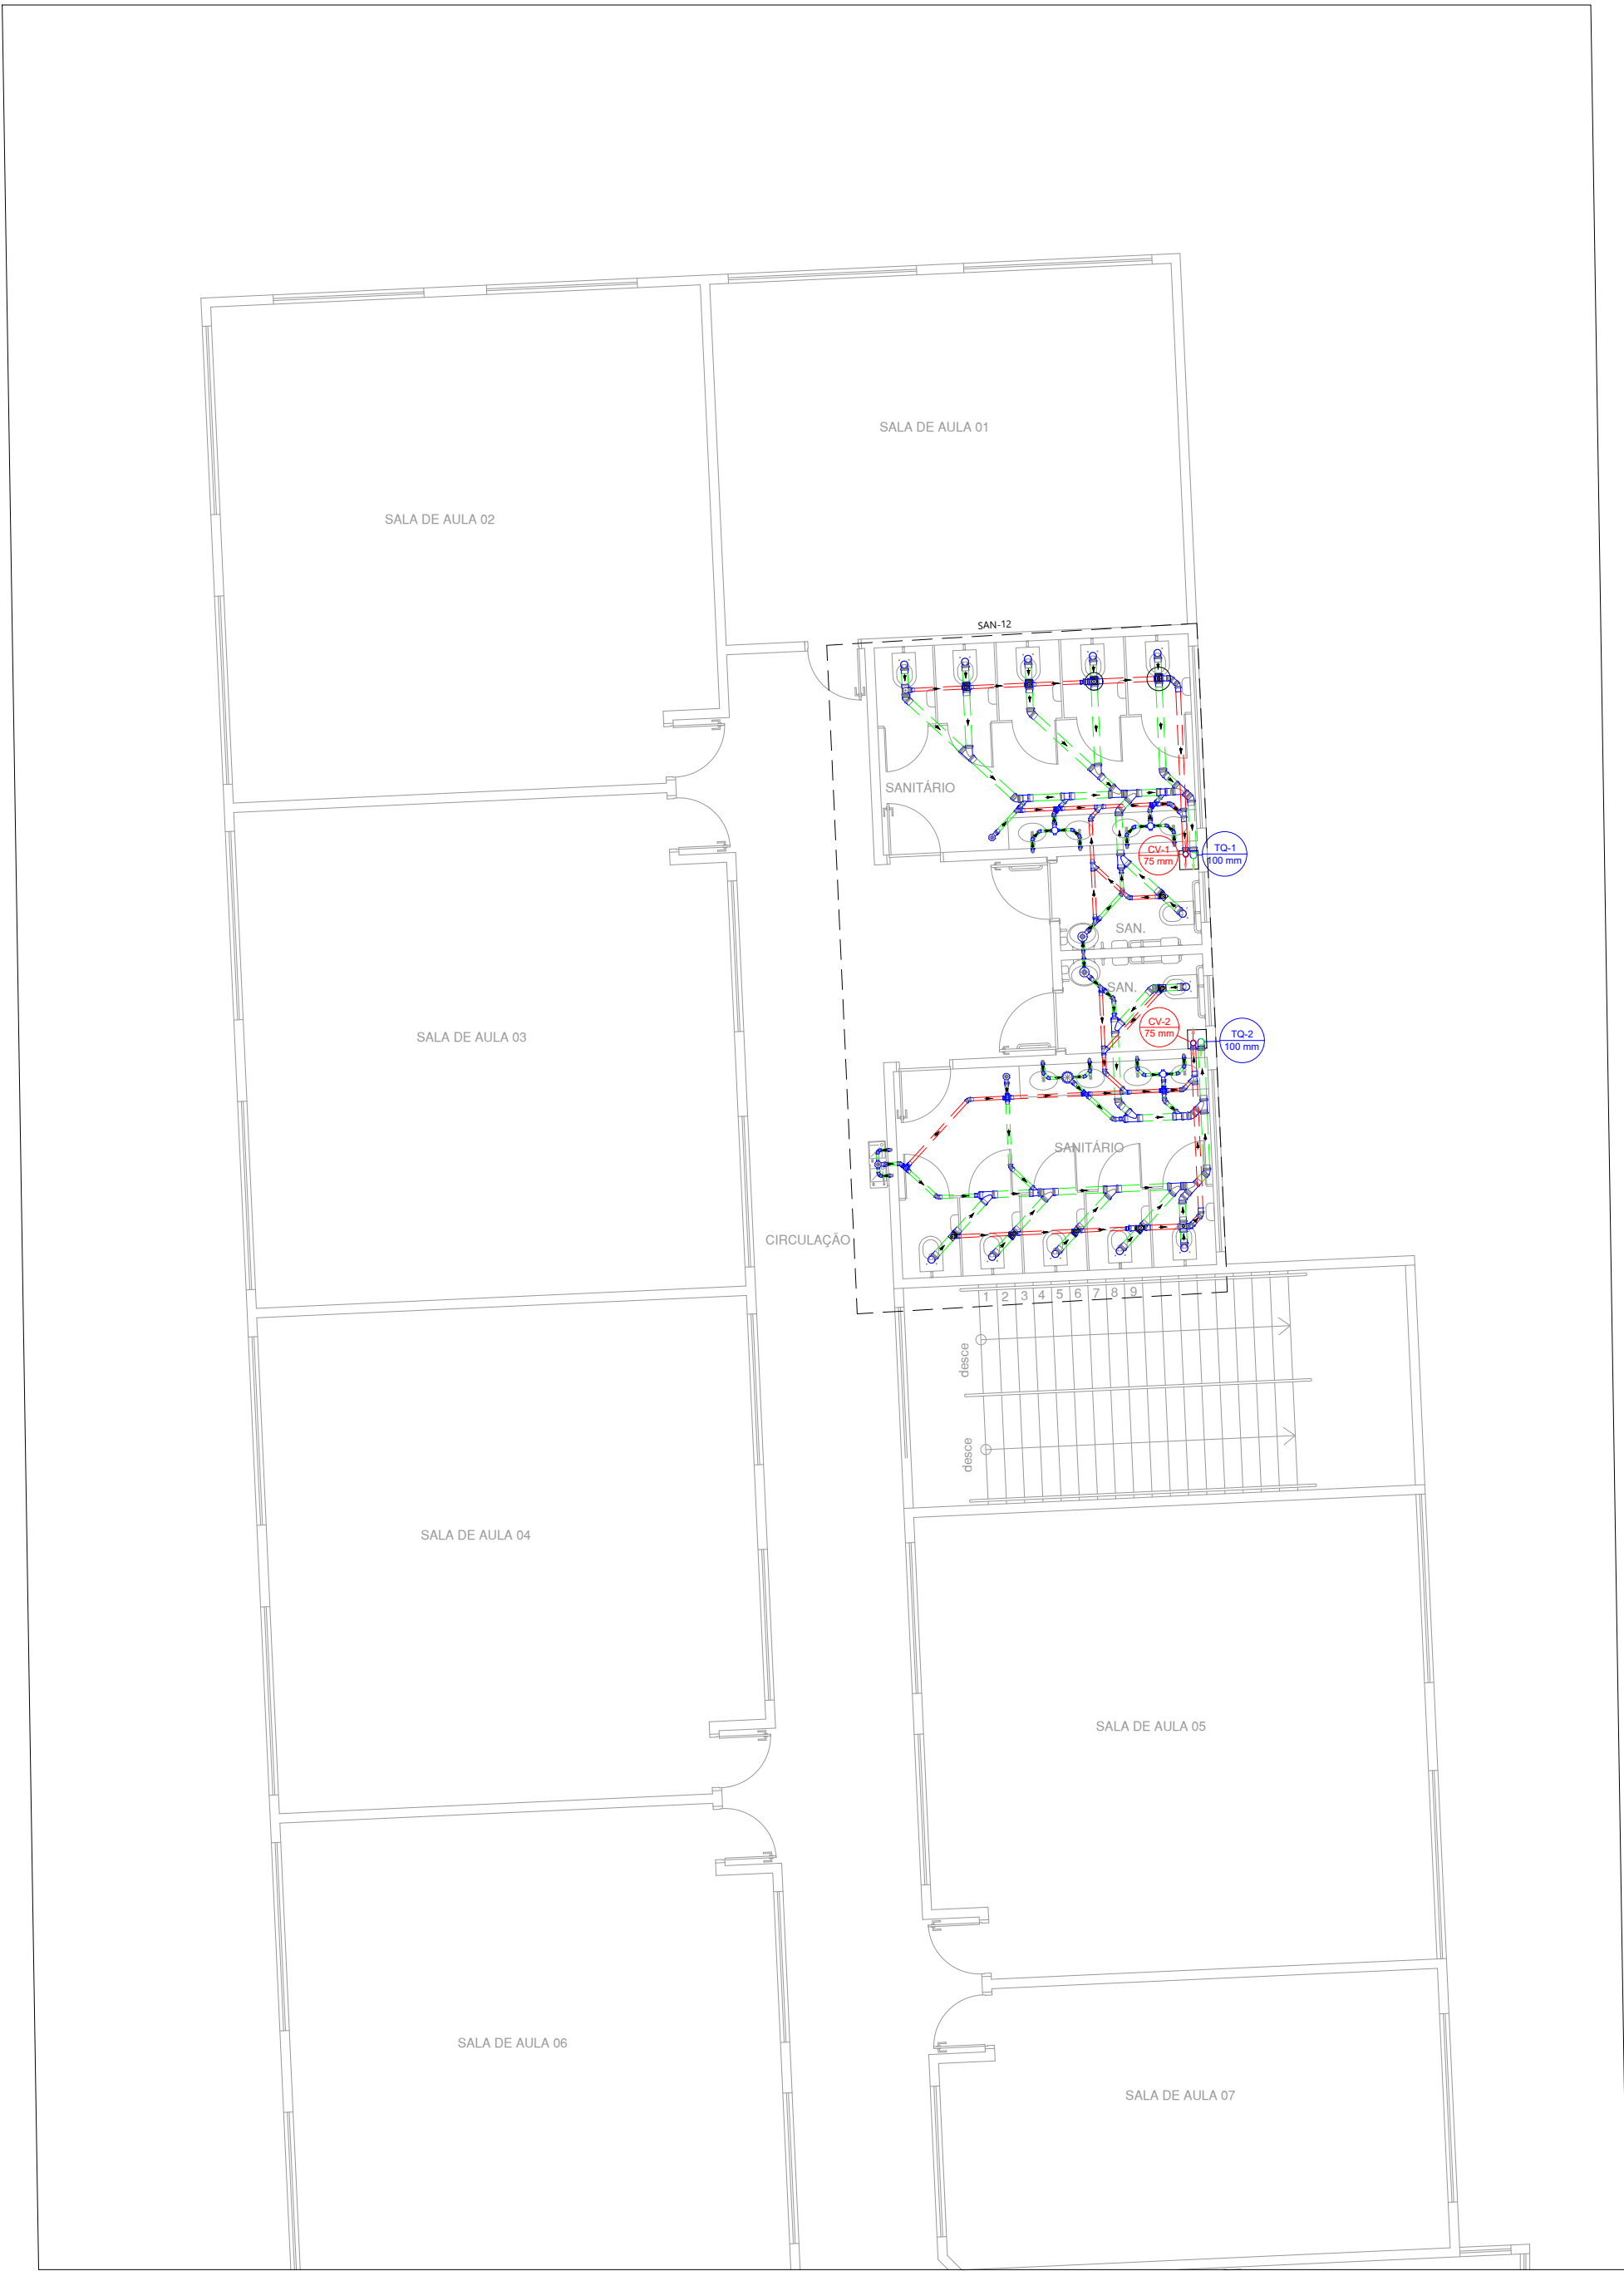 SALA DE AULA 01
SALA DE AULA 02
SAN-12
SANITÁRIO
CV-1
75 mm
TQ-1
100 mm
SAN.
SAN.
CV-2
75 mm
TQ-2
100 mm
SALA DE AULA 03
SANITÁRIO
CIRCULAÇÃO
1 2 3 4 5 6 7 8 9
desce
desce
SALA DE AULA 04
SALA DE AULA 05
SALA DE AULA 06
SALA DE AULA 07